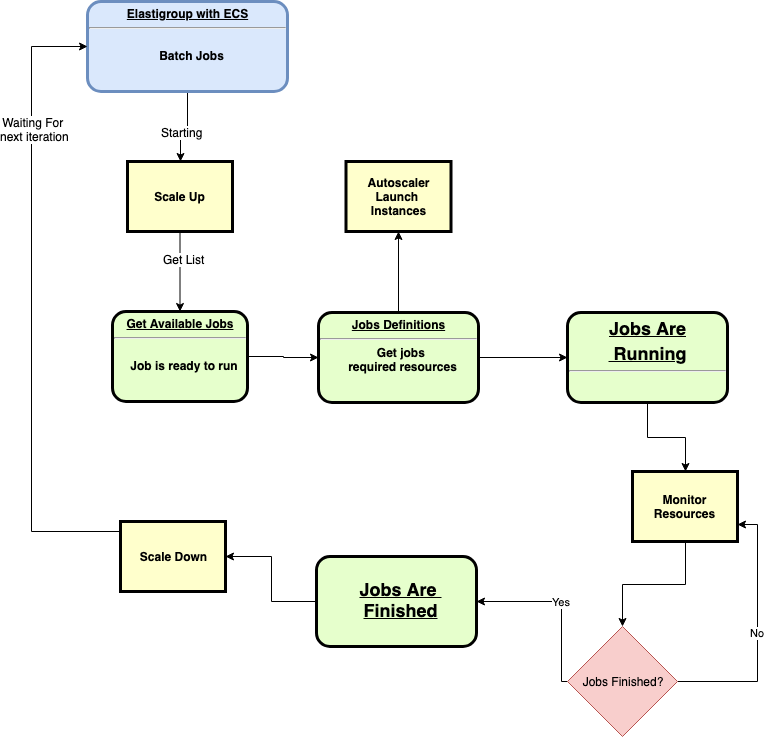 Elastigroup with ECS
Batch Jobs
Waiting For
next iteration
Starting
Scale Up
Autoscaler
Launch
Instances
Get List
Get Available Jobs
Job is ready to run
Jobs Definitions
Get jobs
required resources
Jobs Are
Running
Monitor
Resources
Scale Down
Jobs Are
Finished
Yes
No
Jobs Finished?